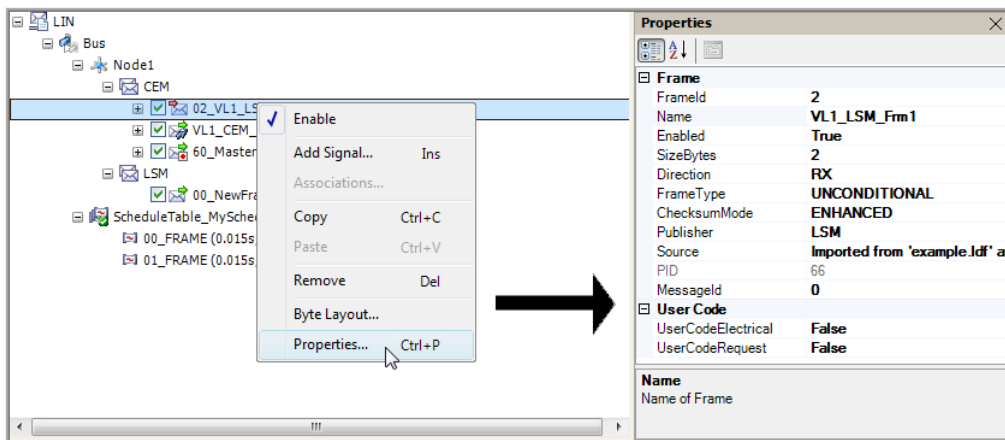 LIN
Bus
Node1
CEM
02_VL1_LS
VL1_CEM_
60_Master
LSM
00_NewFra
ScheduleTable_MySched
00_FRAME (0.015s,
01_FRAME (0.015s,
Enable
Add Signal... Ins
Associations...
Copy Ctrl+C
Paste Ctrl+V
Remove Del
Byte Layout...
Properties... Ctrl+P
Properties
Frame
FrameId 2
Name VL1_LSM_Frm1
Enabled True
SizeBytes 2
Direction RX
FrameType UNCONDITIONAL
ChecksumMode ENHANCED
Publisher LSM
Source Imported from 'example.ldf' a
PID 66
MessageId 0
User Code
UserCodeElectrical False
UserCodeRequest False
Name
Name of Frame